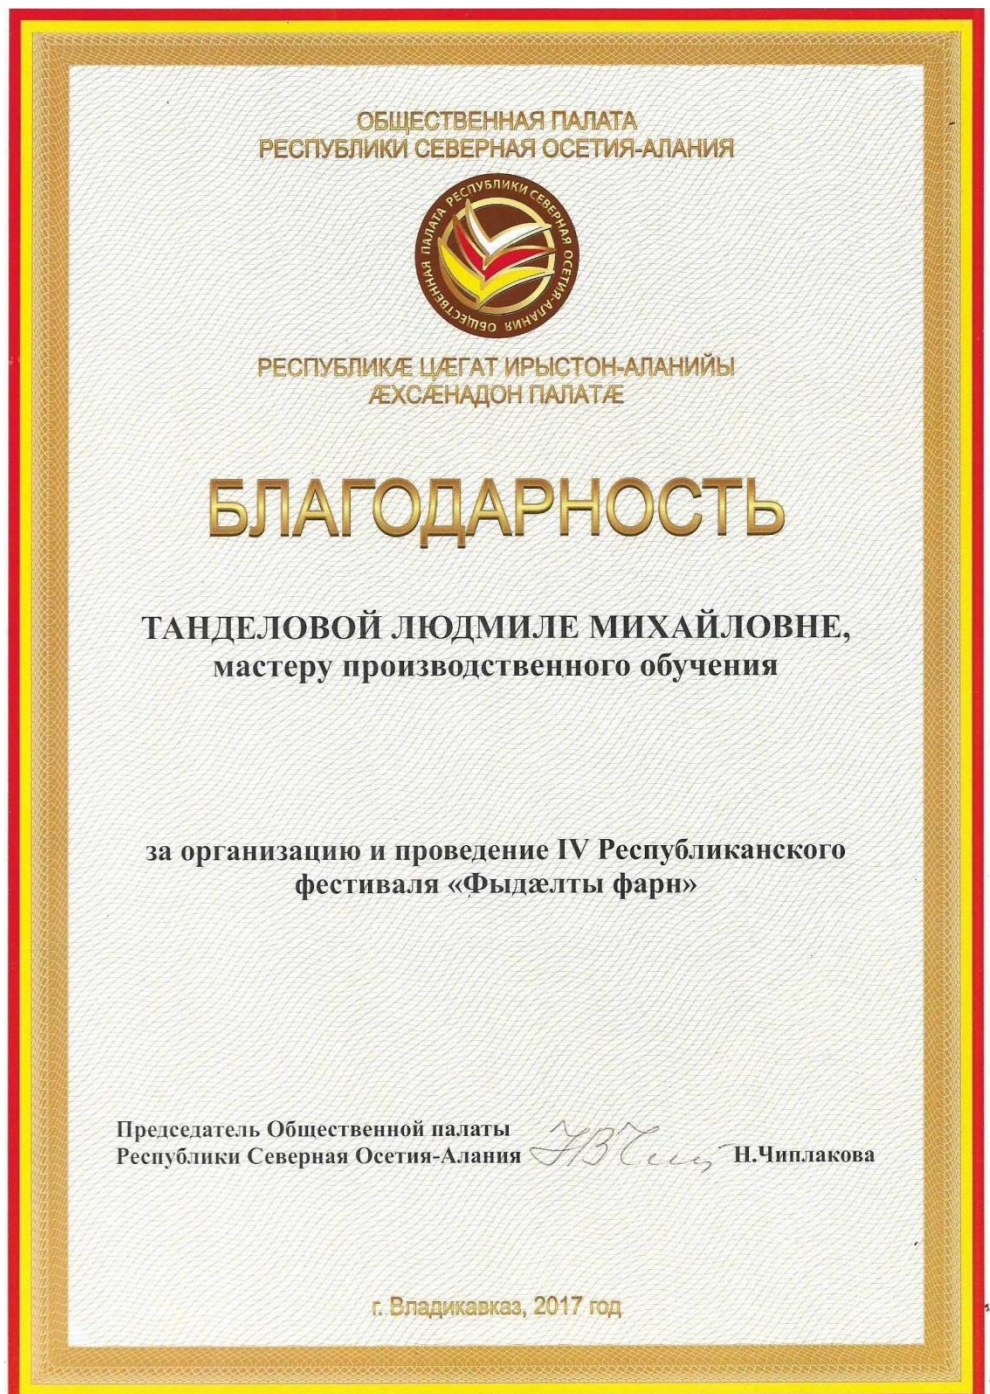 ОБЩЕСТВЕННАЯ ПАЛАТА
РЕСПУБЛИКИ СЕВЕРНАЯ ОСЕТИЯ-АЛАНИЯ
ОБЩЕСТВЕННАЯ ПАЛАТА РЕСПУБЛИКИ СЕВЕРНАЯ ОСЕТИЯ-АЛАНИЯ
РЕСПУБЛИКÆ ЦÆГАТ ИРЫСТОН-АЛАНИЙЫ
ÆХСÆНАДОН ПАЛАТÆ
БЛАГОДАРНОСТЬ
ТАНДЕЛОВОЙ ЛЮДМИЛЕ МИХАЙЛОВНЕ,
мастеру производственного обучения
за организацию и проведение IV Республиканского
фестиваля «Фыдæлты фарн»
Председатель Общественной палаты
Республики Северная Осетия-Алания Н.Чиплакова
г. Владикавказ, 2017 год